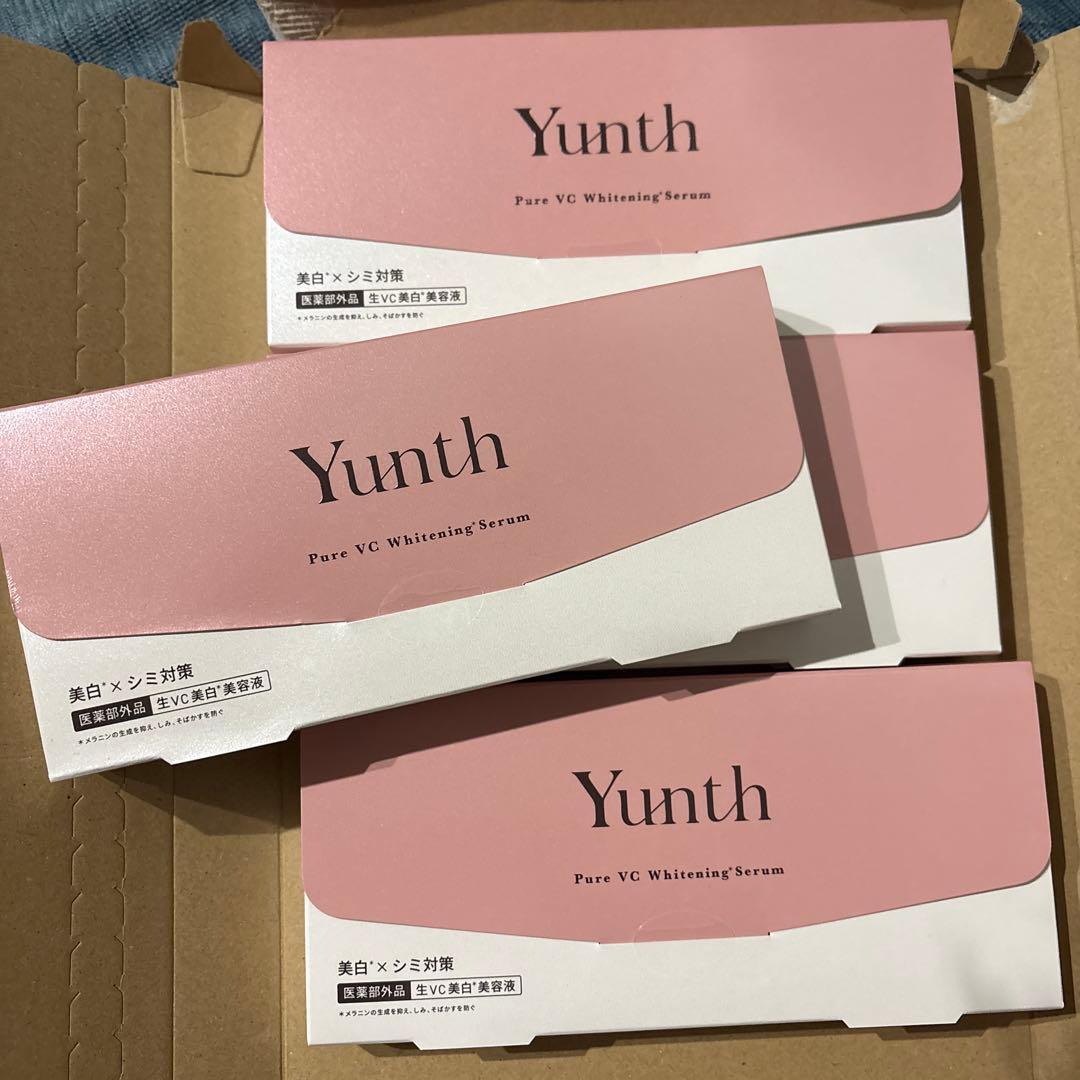 Yunth
Pure VC Whitening*Serum
美白*×シミ対策
医薬部外品 生VC美白*美容液
*メラニンの生成を抑え、しみ、そばかすを防ぐ
Yunth
Pure VC Whitening*Serum
美白*×シミ対策
医薬部外品 生VC美白*美容液
*メラニンの生成を抑え、しみ、そばかすを防ぐ
Yunth
Pure VC Whitening*Serum
美白*×シミ対策
医薬部外品 生VC美白*美容液
*メラニンの生成を抑え、しみ、そばかすを防ぐ